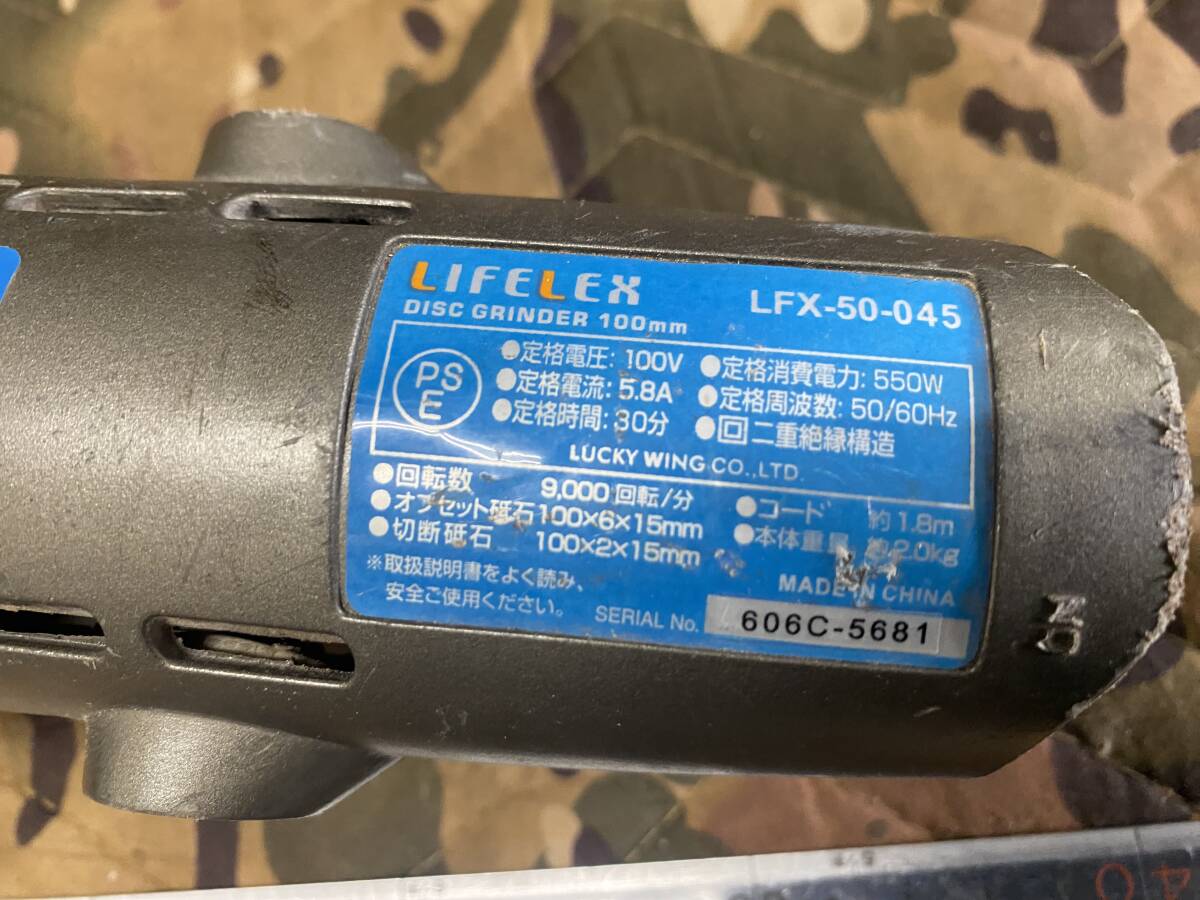 LIFELEX
LFX-50-045
DISC GRINDER 100mm
PSE
●定格電圧: 100V ●定格消費電力: 550W
●定格電流: 5.8A ●定格周波数: 50/60Hz
●定格時間: 30分 ●回二重絶縁構造
LUCKY WING CO.,LTD.
●回転数 9,000回転/分 ●コード 約1.8m
●オフセット砥石 100×6×15mm ●本体重量 約2.0kg
●切断砥石 100×2×15mm
※取扱説明書をよく読み、
安全ご使用ください。
MADE IN CHINA
SERIAL No. 606C-5681